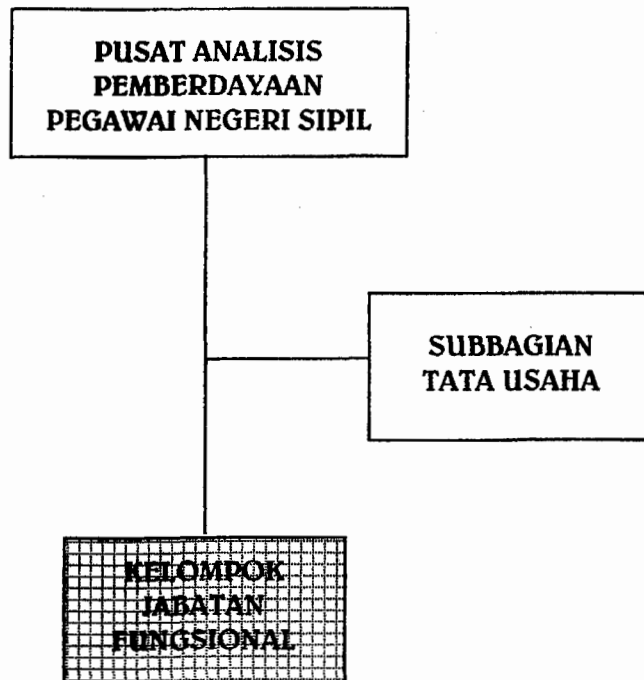 PUSAT ANALISIS
PEMBERDAYAAN
PEGAWAI NEGERI SIPIL
SUBBAGIAN
TATA USAHA
KELOMPOK
JABATAN
FUNGSIONAL